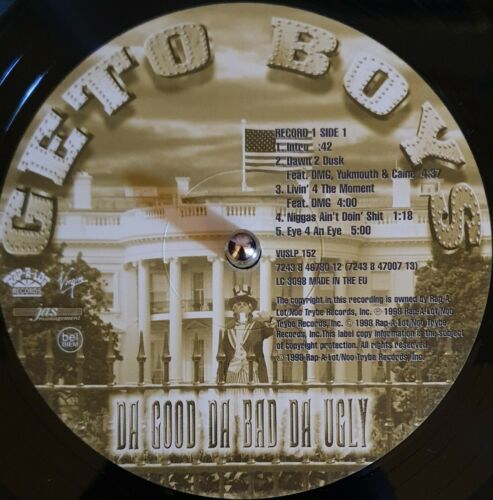 GETO BOYS
RECORD 1 SIDE 1
1. Intro :42
2. Dawn 2 Dusk
Feat. DMG, Yukmouth & Caine 4:37
3. Livin' 4 The Moment
Feat. DMG 4:00
4. Niggas Ain't Doin' Shit 1:18
5. Eye 4 An Eye 5:00
VUSLP 152
7243 8 46780 12 (7243 8 47007 13)
LC 3098 MADE IN THE EU
The copyright in this recording is owned by Rap-A-
Lot/Noo Trybe Records, Inc. ℗ 1998 Rap-A-Lot/Noo Trybe
Records, Inc. This label copy information is the subject
of copyright protection. All rights reserved.
© 1998 Rap-A-Lot/Noo Trybe Records, Inc.
RAP-A-LOT
RECORDS
Virgin
jas
bel
BIEM
DA GOOD DA BAD DA UGLY